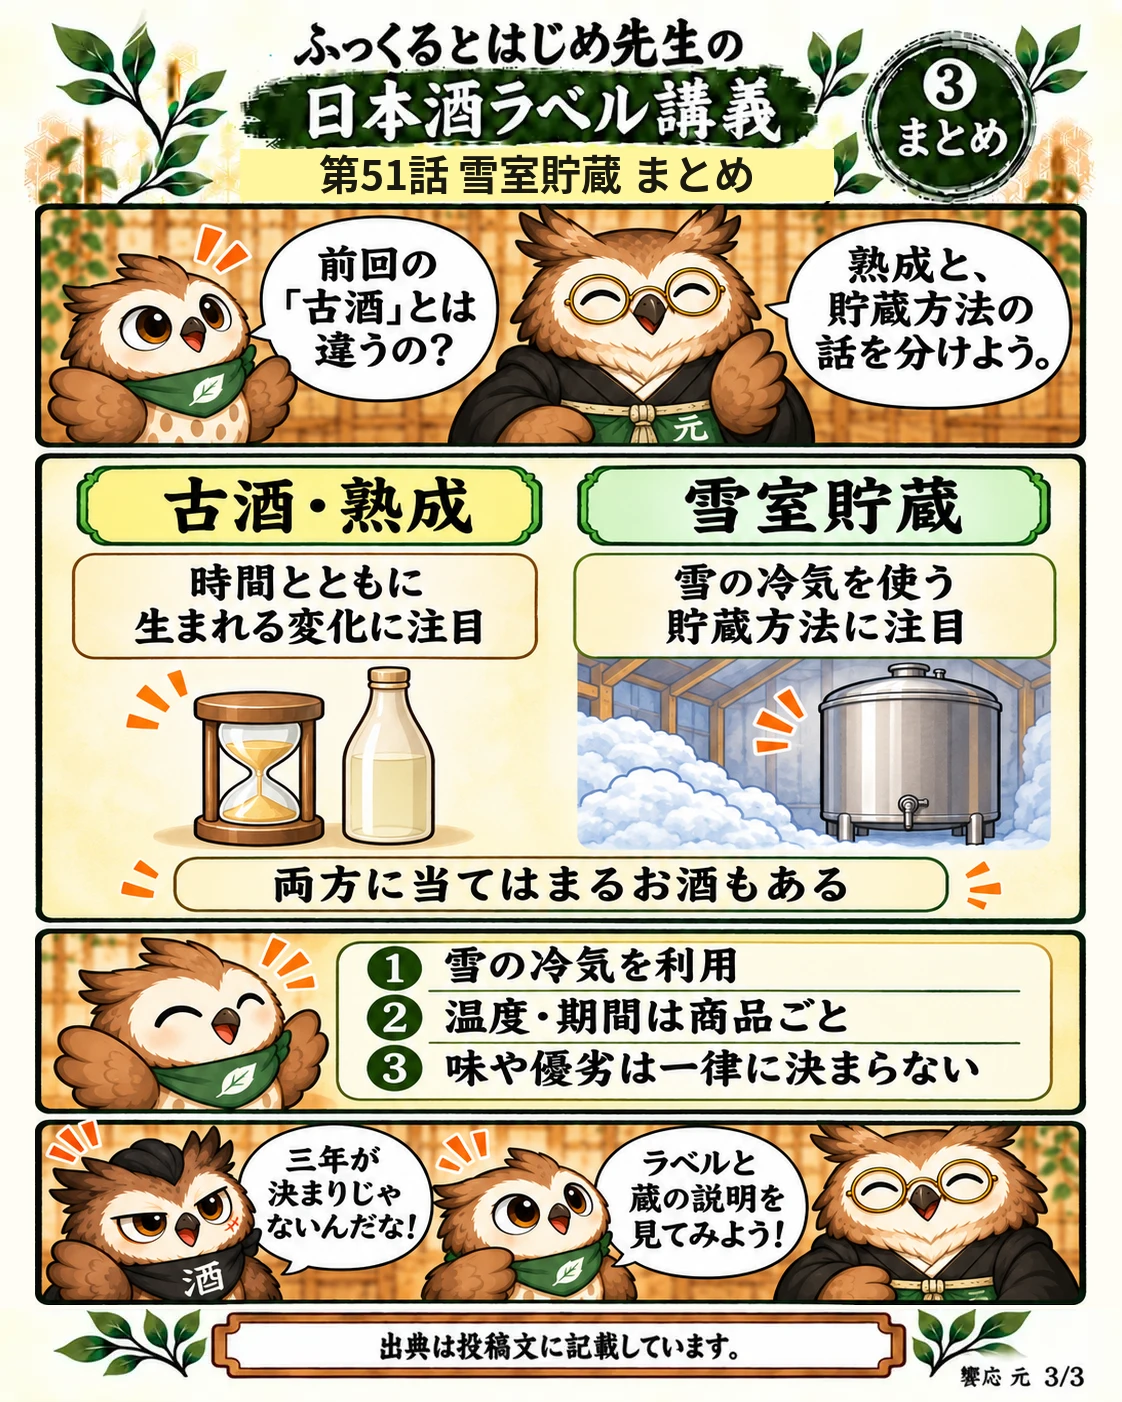 ふっくるとはじめ先生の
日本酒ラベル講義
3
まとめ
第51話 雪室貯蔵 まとめ
前回の
「古酒」とは
違うの?
熟成と、
貯蔵方法の
話を分けよう。
元
古酒・熟成
時間とともに
生まれる変化に注目
雪室貯蔵
雪の冷気を使う
貯蔵方法に注目
両方に当てはまるお酒もある
1 雪の冷気を利用
2 温度・期間は商品ごと
3 味や優劣は一律に決まらない
三年が
決まりじゃ
ないんだな!
酒
ラベルと
蔵の説明を
見てみよう!
出典は投稿文に記載しています。
饗応 元 3/3